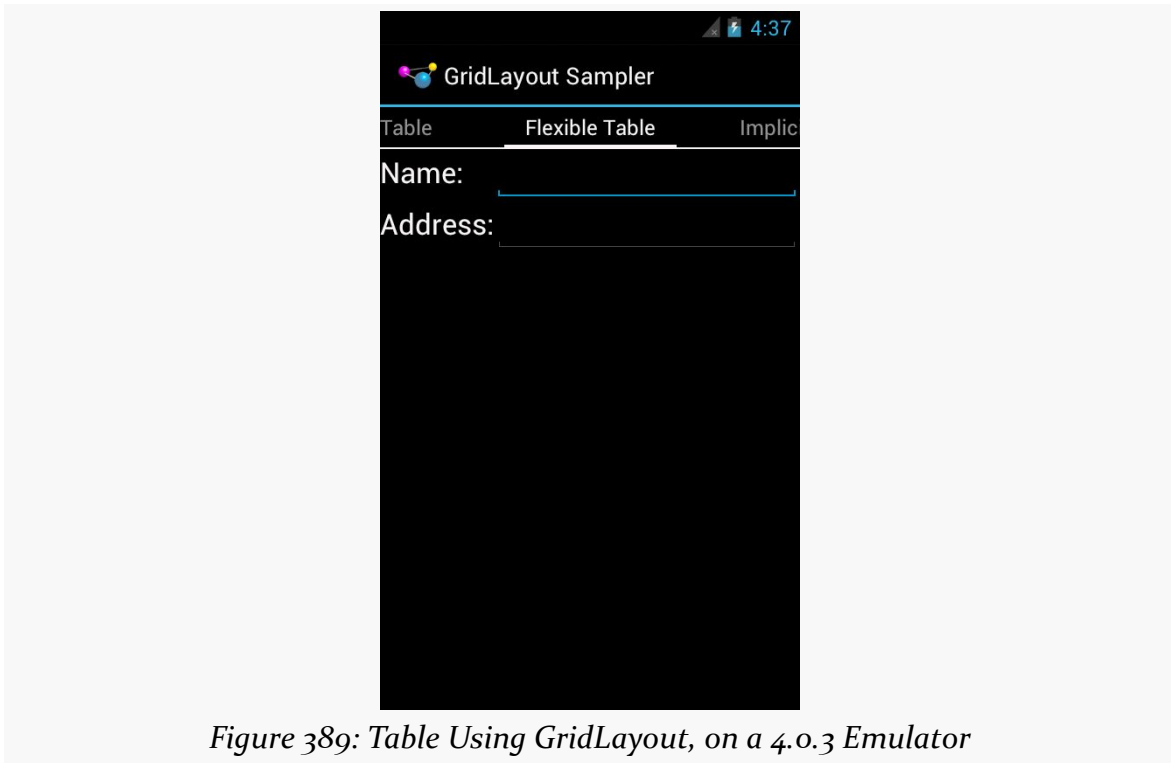 4:37
GridLayout Sampler
Table Flexible Table Implic
Name:
Address:
Figure 389: Table Using GridLayout, on a 4.0.3 Emulator